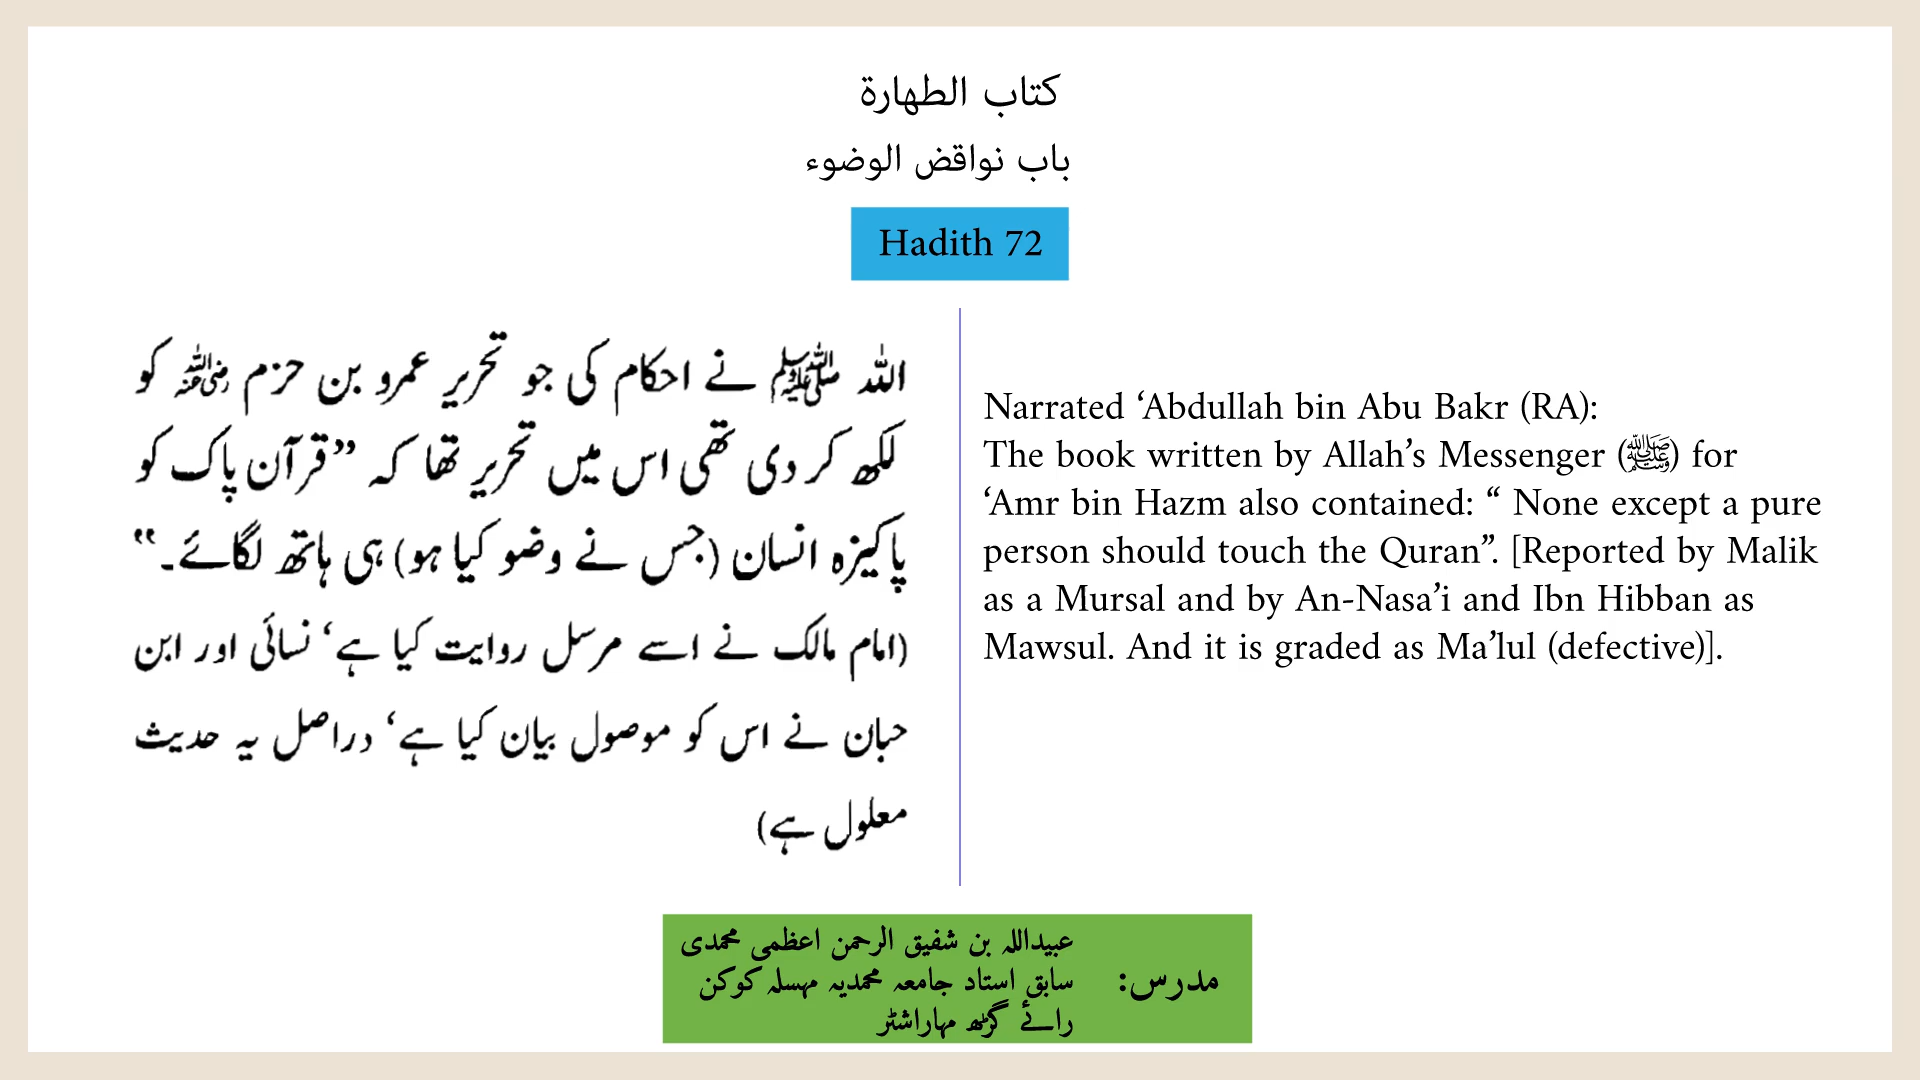 كتاب الطهارة
باب نواقض الوضوء
Hadith 72
اللہ ﷺ نے احکام کی جو تحریر عمرو بن حزم رضی اللہ عنہ کو
لکھ کر دی تھی اس میں تحریر تھا کہ ”قرآن پاک کو
پاکیزہ انسان (جس نے وضو کیا ہو) ہی ہاتھ لگائے۔“
(امام مالک نے اسے مرسل روایت کیا ہے‘ نسائی اور ابن
حبان نے اس کو موصول بیان کیا ہے‘ دراصل یہ حدیث
معلول ہے)
Narrated ‘Abdullah bin Abu Bakr (RA):
The book written by Allah’s Messenger (ﷺ) for
‘Amr bin Hazm also contained: “ None except a pure
person should touch the Quran”. [Reported by Malik
as a Mursal and by An-Nasa’i and Ibn Hibban as
Mawsul. And it is graded as Ma’lul (defective)].
مدرس:
عبیداللہ بن شفیق الرحمن اعظمی محمدی
سابق استاد جامعہ محمدیہ مہسلہ کوکن
رائے گڑھ مہاراشٹر